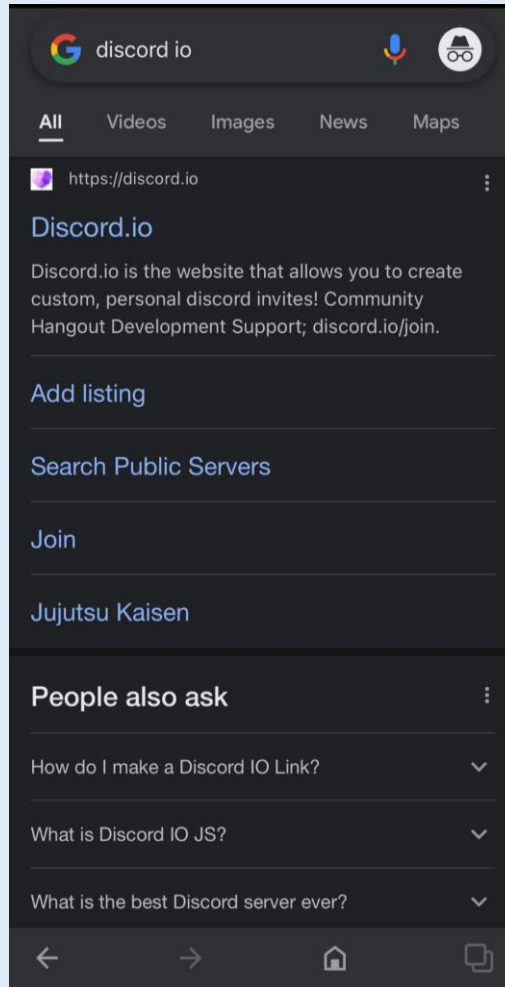 discord io
All Videos Images News Maps
https://discord.io
Discord.io
Discord.io is the website that allows you to create
custom, personal discord invites! Community
Hangout Development Support; discord.io/join.
Add listing
Search Public Servers
Join
Jujutsu Kaisen
People also ask
How do I make a Discord IO Link?
What is Discord IO JS?
What is the best Discord server ever?